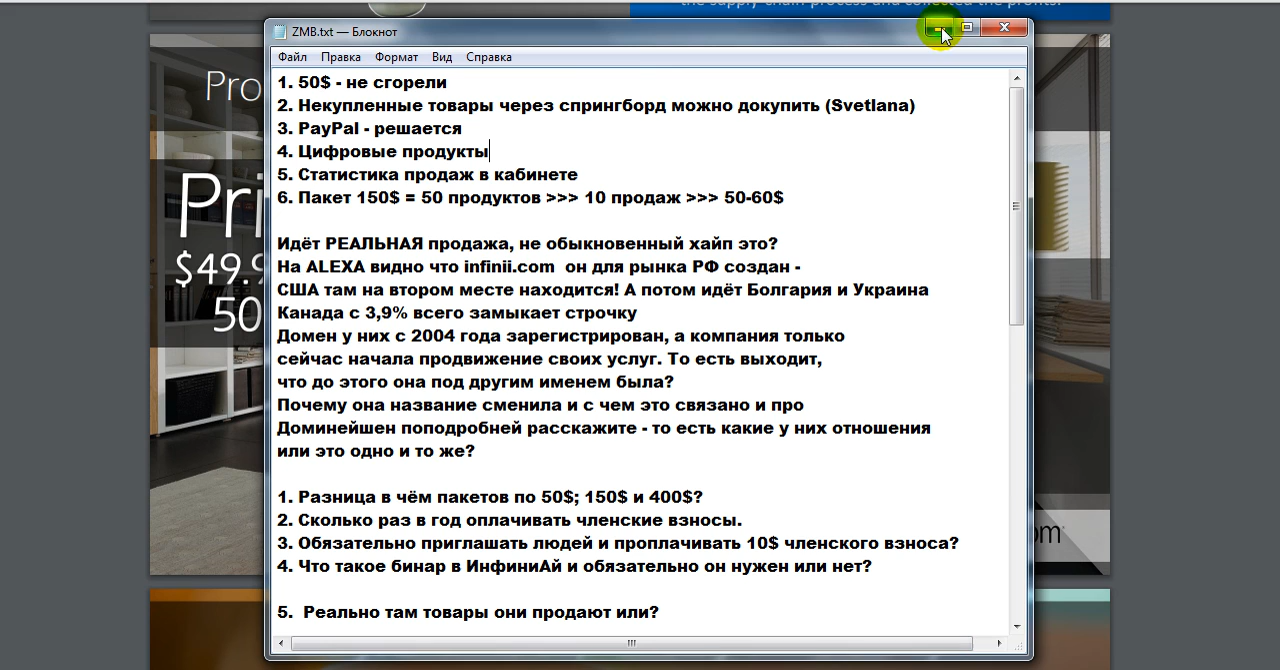 the supply chain process and collected the profits.
ZMB.txt — Блокнот
Файл Правка Формат Вид Справка
1. 50$ - не сгорели
2. Некупленные товары через спрингборд можно докупить (Svetlana)
3. PayPal - решается
4. Цифровые продукты
5. Статистика продаж в кабинете
6. Пакет 150$ = 50 продуктов >>> 10 продаж >>> 50-60$
Идёт РЕАЛЬНАЯ продажа, не обыкновенный хайп это?
На ALEXA видно что infinii.com он для рынка РФ создан -
США там на втором месте находится! А потом идёт Болгария и Украина
Канада с 3,9% всего замыкает строчку
Домен у них с 2004 года зарегистрирован, а компания только
сейчас начала продвижение своих услуг. То есть выходит,
что до этого она под другим именем была?
Почему она название сменила и с чем это связано и про
Доминейшен поподробней расскажите - то есть какие у них отношения
или это одно и то же?
1. Разница в чём пакетов по 50$; 150$ и 400$?
2. Сколько раз в год оплачивать членские взносы.
3. Обязательно приглашать людей и проплачивать 10$ членского взноса?
4. Что такое бинар в ИнфиниАй и обязательно он нужен или нет?
5. Реально там товары они продают или?
Pro
Pri
$49.9
50
om